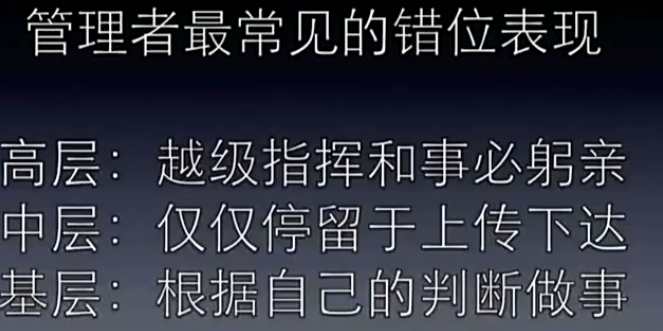 管理者最常见的错位表现
高层：越级指挥和事必躬亲
中层：仅仅停留于上传下达
基层：根据自己的判断做事